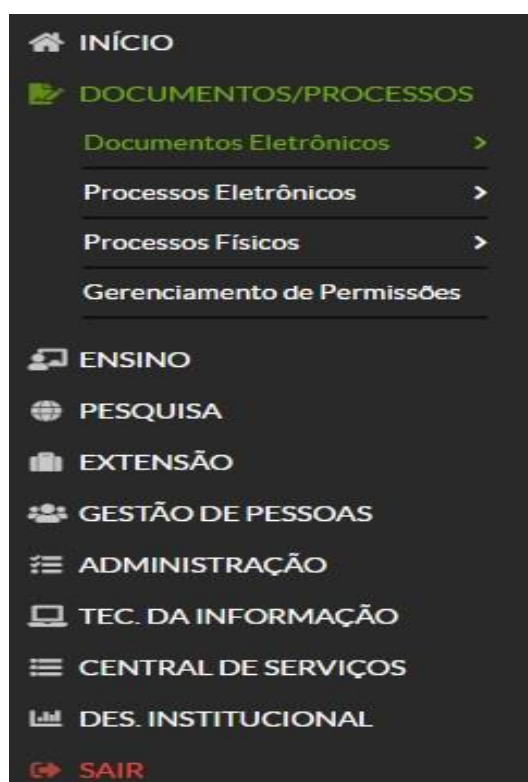 INÍCIO
DOCUMENTOS/PROCESSOS
Documentos Eletrônicos >
Processos Eletrônicos >
Processos Físicos >
Gerenciamento de Permissões
ENSINO
PESQUISA
EXTENSÃO
GESTÃO DE PESSOAS
ADMINISTRAÇÃO
TEC. DA INFORMAÇÃO
CENTRAL DE SERVIÇOS
DES. INSTITUCIONAL
SAIR